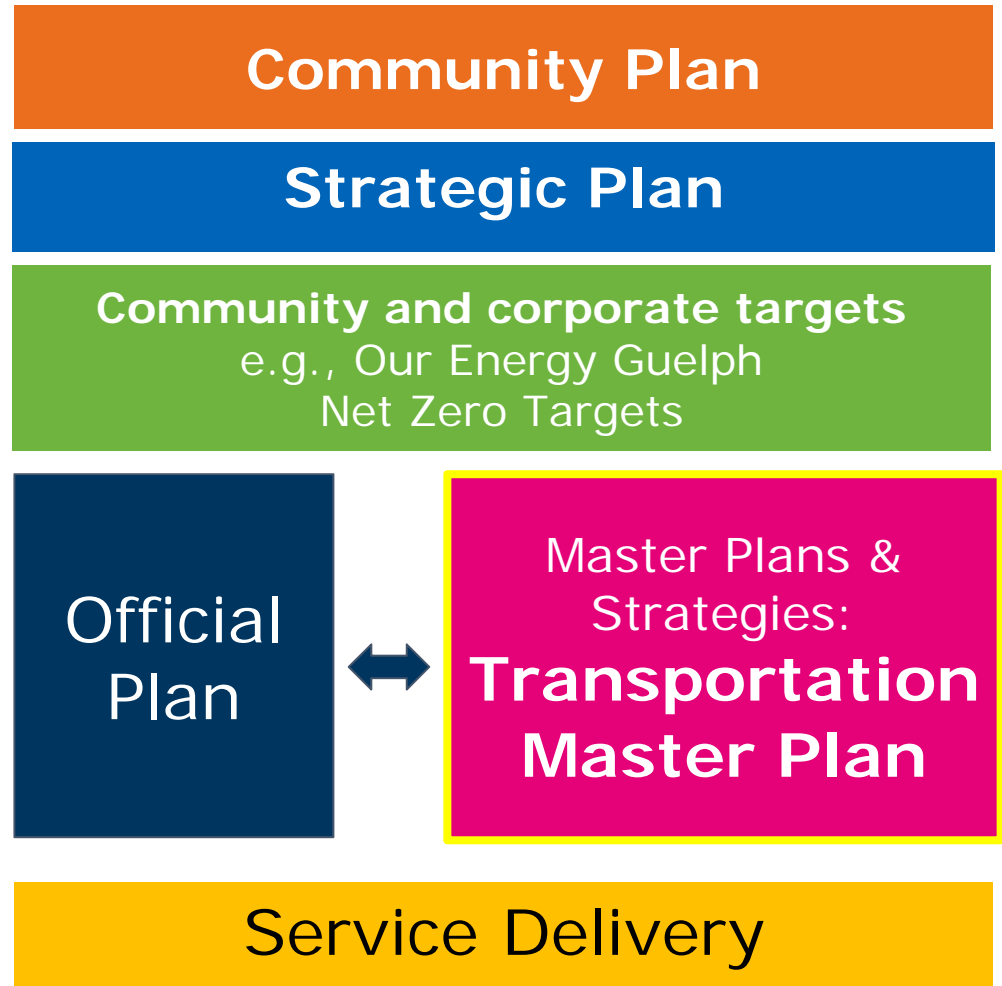 Community Plan
Strategic Plan
Community and corporate targets
e.g., Our Energy Guelph
Net Zero Targets
Official
Plan
Master Plans &
Strategies:
Transportation
Master Plan
Service Delivery